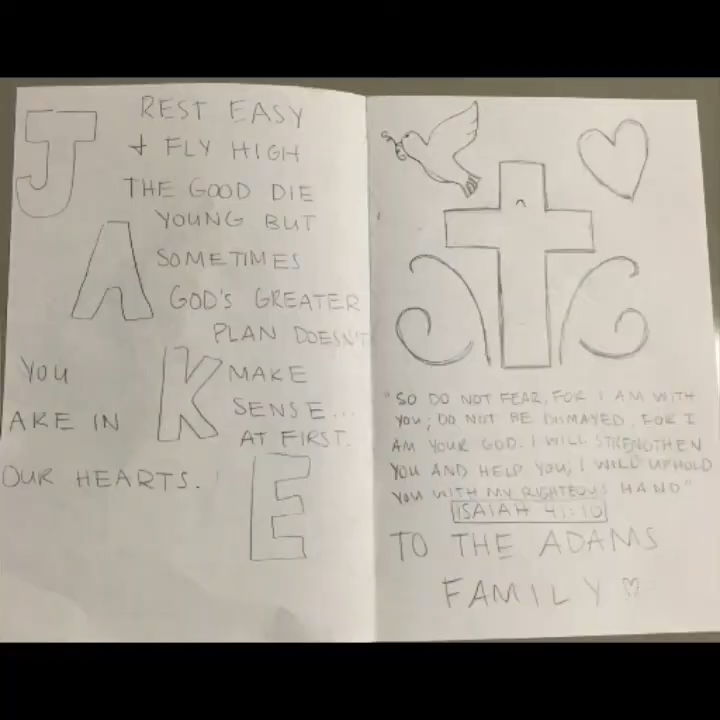 JAKE
REST EASY
+ FLY HIGH
THE GOOD DIE
YOUNG BUT
SOMETIMES
GOD'S GREATER
PLAN DOESN'T
MAKE
SENSE...
AT FIRST.
YOU
ARE IN
OUR HEARTS.
"SO DO NOT FEAR, FOR I AM WITH
YOU; DO NOT BE DISMAYED, FOR I
AM YOUR GOD. I WILL STRENGTHEN
YOU AND HELP YOU; I WILL UPHOLD
YOU WITH MY RIGHTEOUS HAND"
ISAIAH 41:10
TO THE ADAMS
FAMILY